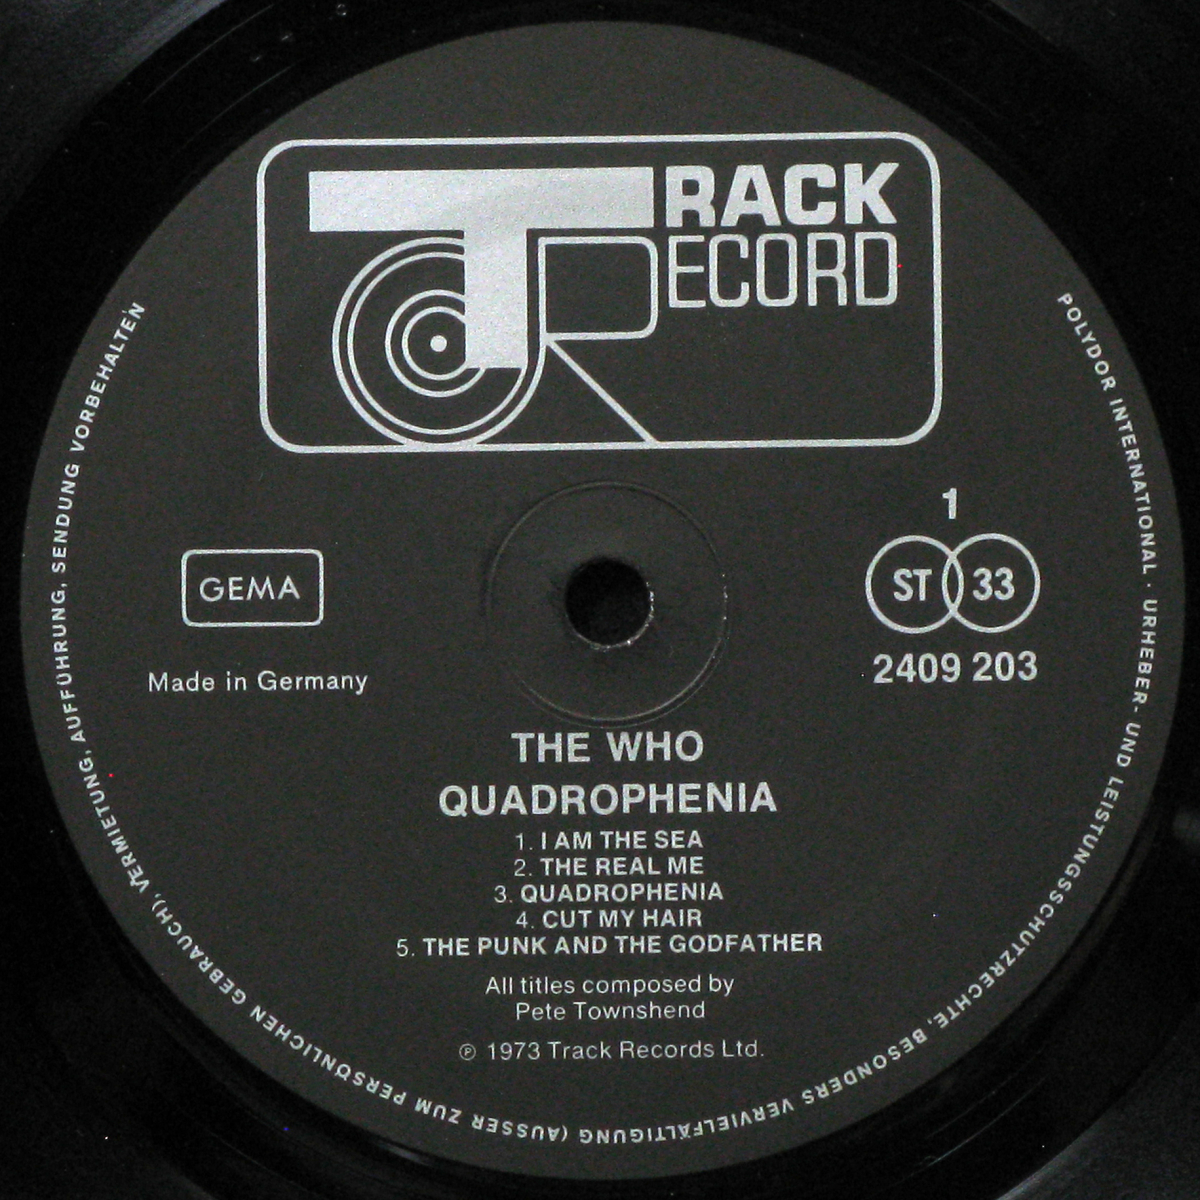 TRACK
RECORD
1
ST 33
2409 203
GEMA
Made in Germany
THE WHO
QUADROPHENIA
1. I AM THE SEA
2. THE REAL ME
3. QUADROPHENIA
4. CUT MY HAIR
5. THE PUNK AND THE GODFATHER
All titles composed by
Pete Townshend
℗ 1973 Track Records Ltd.
POLYDOR INTERNATIONAL · URHEBER- UND LEISTUNGSSCHUTZRECHTE, BESONDERS VERVIELFÄLTIGUNG (AUSSER ZUM PERSÖNLICHEN GEBRAUCH), VERMIETUNG, AUFFÜHRUNG, SENDUNG VORBEHALTEN